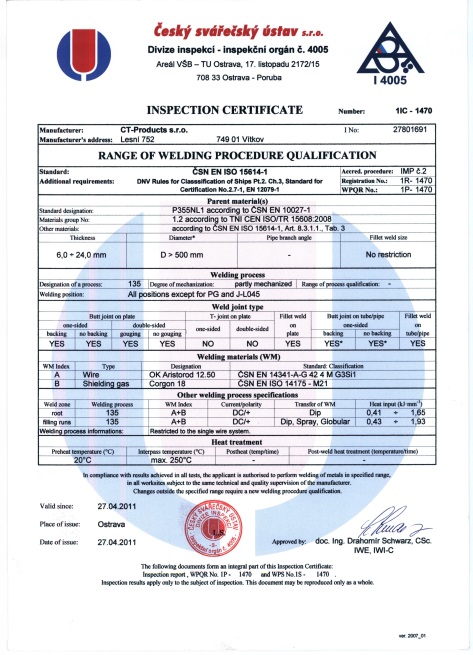 Český svářečský ústav s.r.o.
Divize inspekcí - inspekční orgán č. 4005
Areál VŠB – TU Ostrava, 17. listopadu 2172/15
708 33 Ostrava - Poruba
I 4005
INSPECTION CERTIFICATE Number: 1IC - 1470
Manufacturer: CT-Products s.r.o. I No: 27801691
Manufacturer's address: Lesní 752 749 01 Vítkov
RANGE OF WELDING PROCEDURE QUALIFICATION
Standard: ČSN EN ISO 15614-1 Accred. procedure: IMP č.2
Additional requirements: DNV Rules for Classification of Ships Pt.2. Ch.3, Standard for Registration No.: 1R- 1470
Certification No.2.7-1, EN 12079-1 WPQR No.: 1P- 1470
Parent material(s)
Standard designation: P355NL1 according to ČSN EN 10027-1
Materials group No: 1.2 according to TNI CEN ISO/TR 15608:2008
Other materials: according to ČSN EN ISO 15614-1, Art. 8.3.1.1., Tab. 3
Thickness Diameter* Pipe branch angle Fillet weld size
6,0 ÷ 24,0 mm D > 500 mm - No restriction
Welding process
Designation of a process: 135 Degree of mechanization: partly mechanized Range of process qualification: -
Welding position: All positions except for PG and J-L045
Weld joint type
Butt joint on plate T- joint on plate Fillet weld Butt joint on tube/pipe Fillet weld
one-sided double-sided one-sided double-sided on one-sided on
backing no backing gouging no gouging plate backing no backing tube/pipe
YES YES YES YES NO NO YES YES* YES* YES
Welding materials (WM)
WM Index Type Designation Standard: Classification
A Wire OK Aristorod 12.50 ČSN EN 14341-A-G 42 4 M G3Si1
B Shielding gas Corgon 18 ČSN EN ISO 14175 - M21
Other welding process specifications
Weld zone Welding process WM Index Current/polarity Transfer of WM Heat input (kJ·mm⁻¹)
root 135 A+B DC/+ Dip 0,41 ÷ 1,65
filling runs 135 A+B DC/+ Dip, Spray, Globular 0,43 ÷ 1,93
Welding process informations: Restricted to the single wire system.
Heat treatment
Preheat temperature (°C) Interpass temperature (°C) Postheat (temp/time) Post-weld heat treatment (temperature/time)
20°C max. 250°C - -
In compliance with results achieved in all tests, the applicant is authorised to perform welding of metals in specified range,
in all worksites subject to the same technical and quality supervision of the manufacturer.
Changes outside the specified range require a new welding procedure qualification.
Valid since: 27.04.2011
Place of issue: Ostrava
Date of issue: 27.04.2011 Approved by: doc. Ing. Drahomír Schwarz, CSc.
IWE, IWI-C
The following documents form an integral part of this Inspection Certificate:
Inspection report , WPQR No. 1P - 1470 and WPS No.1S - 1470 .
Inspection results apply only to the subject of inspection. This document may be reproduced only as a whole.
ver. 2007_01